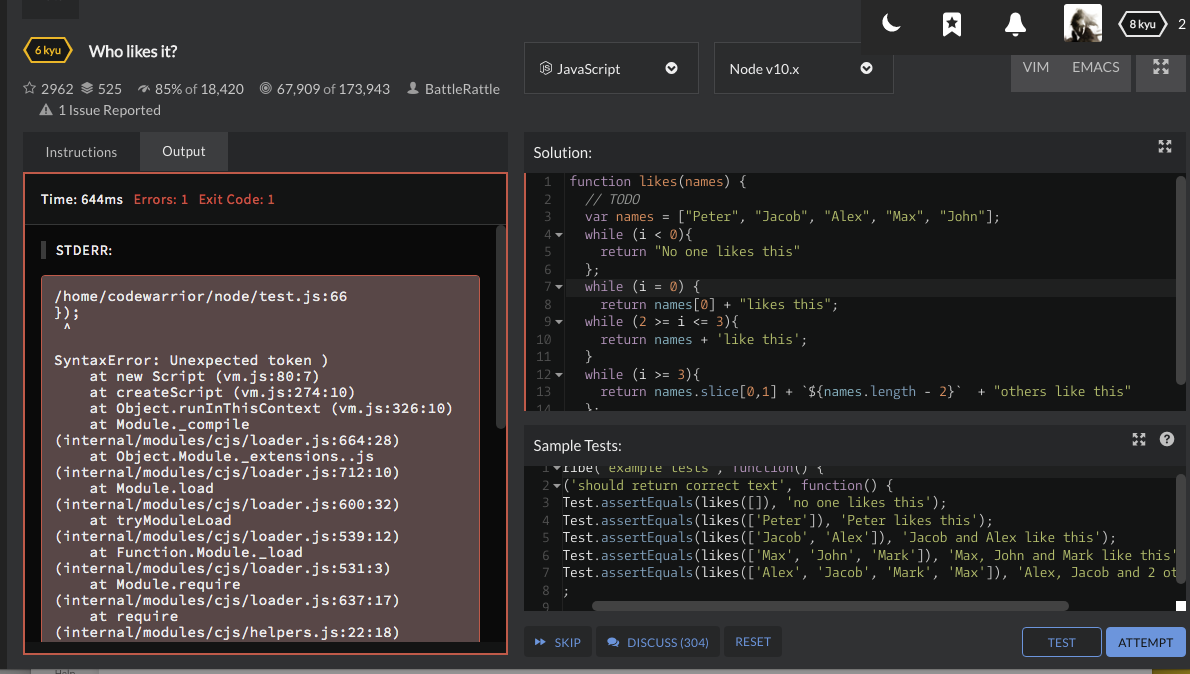 8 kyu
2
6 kyu
Who likes it?
JavaScript
Node v10.x
VIM
EMACS
2962
525
85% of 18,420
67,909 of 173,943
BattleRattle
1 Issue Reported
Instructions
Output
Time: 644ms Errors: 1 Exit Code: 1
STDERR:
/home/codewarrior/node/test.js:66
});
^
SyntaxError: Unexpected token )
at new Script (vm.js:80:7)
at createScript (vm.js:274:10)
at Object.runInThisContext (vm.js:326:10)
at Module._compile
(internal/modules/cjs/loader.js:664:28)
at Object.Module._extensions..js
(internal/modules/cjs/loader.js:712:10)
at Module.load
(internal/modules/cjs/loader.js:600:32)
at tryModuleLoad
(internal/modules/cjs/loader.js:539:12)
at Function.Module._load
(internal/modules/cjs/loader.js:531:3)
at Module.require
(internal/modules/cjs/loader.js:637:17)
at require
(internal/modules/cjs/helpers.js:22:18)
Solution:
1 function likes(names) {
2 // TODO
3 var names = ["Peter", "Jacob", "Alex", "Max", "John"];
4 while (i < 0){
5 return "No one likes this"
6 };
7 while (i = 0) {
8 return names[0] + "likes this";
9 while (2 >= i <= 3){
10 return names + 'like this';
11 }
12 while (i >= 3){
13 return names.slice[0,1] + `${names.length - 2}` + "others like this"
14 };
Sample Tests:
1 ribe("example tests", function() {
2 ('should return correct text', function() {
3 Test.assertEquals(likes([]), 'no one likes this');
4 Test.assertEquals(likes(['Peter']), 'Peter likes this');
5 Test.assertEquals(likes(['Jacob', 'Alex']), 'Jacob and Alex like this');
6 Test.assertEquals(likes(['Max', 'John', 'Mark']), 'Max, John and Mark like this'
7 Test.assertEquals(likes(['Alex', 'Jacob', 'Mark', 'Max']), 'Alex, Jacob and 2 ot
8 ;
9
SKIP
DISCUSS (304)
RESET
TEST
ATTEMPT
Help